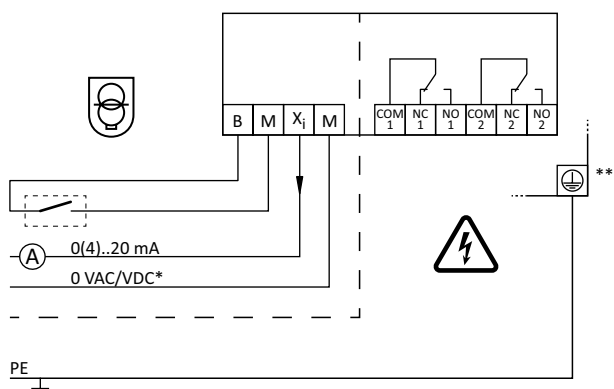 B M Xi M
COM 1 NC 1 NO 1 COM 2 NC 2 NO 2
**
A 0(4)..20 mA
0 VAC/VDC*
PE